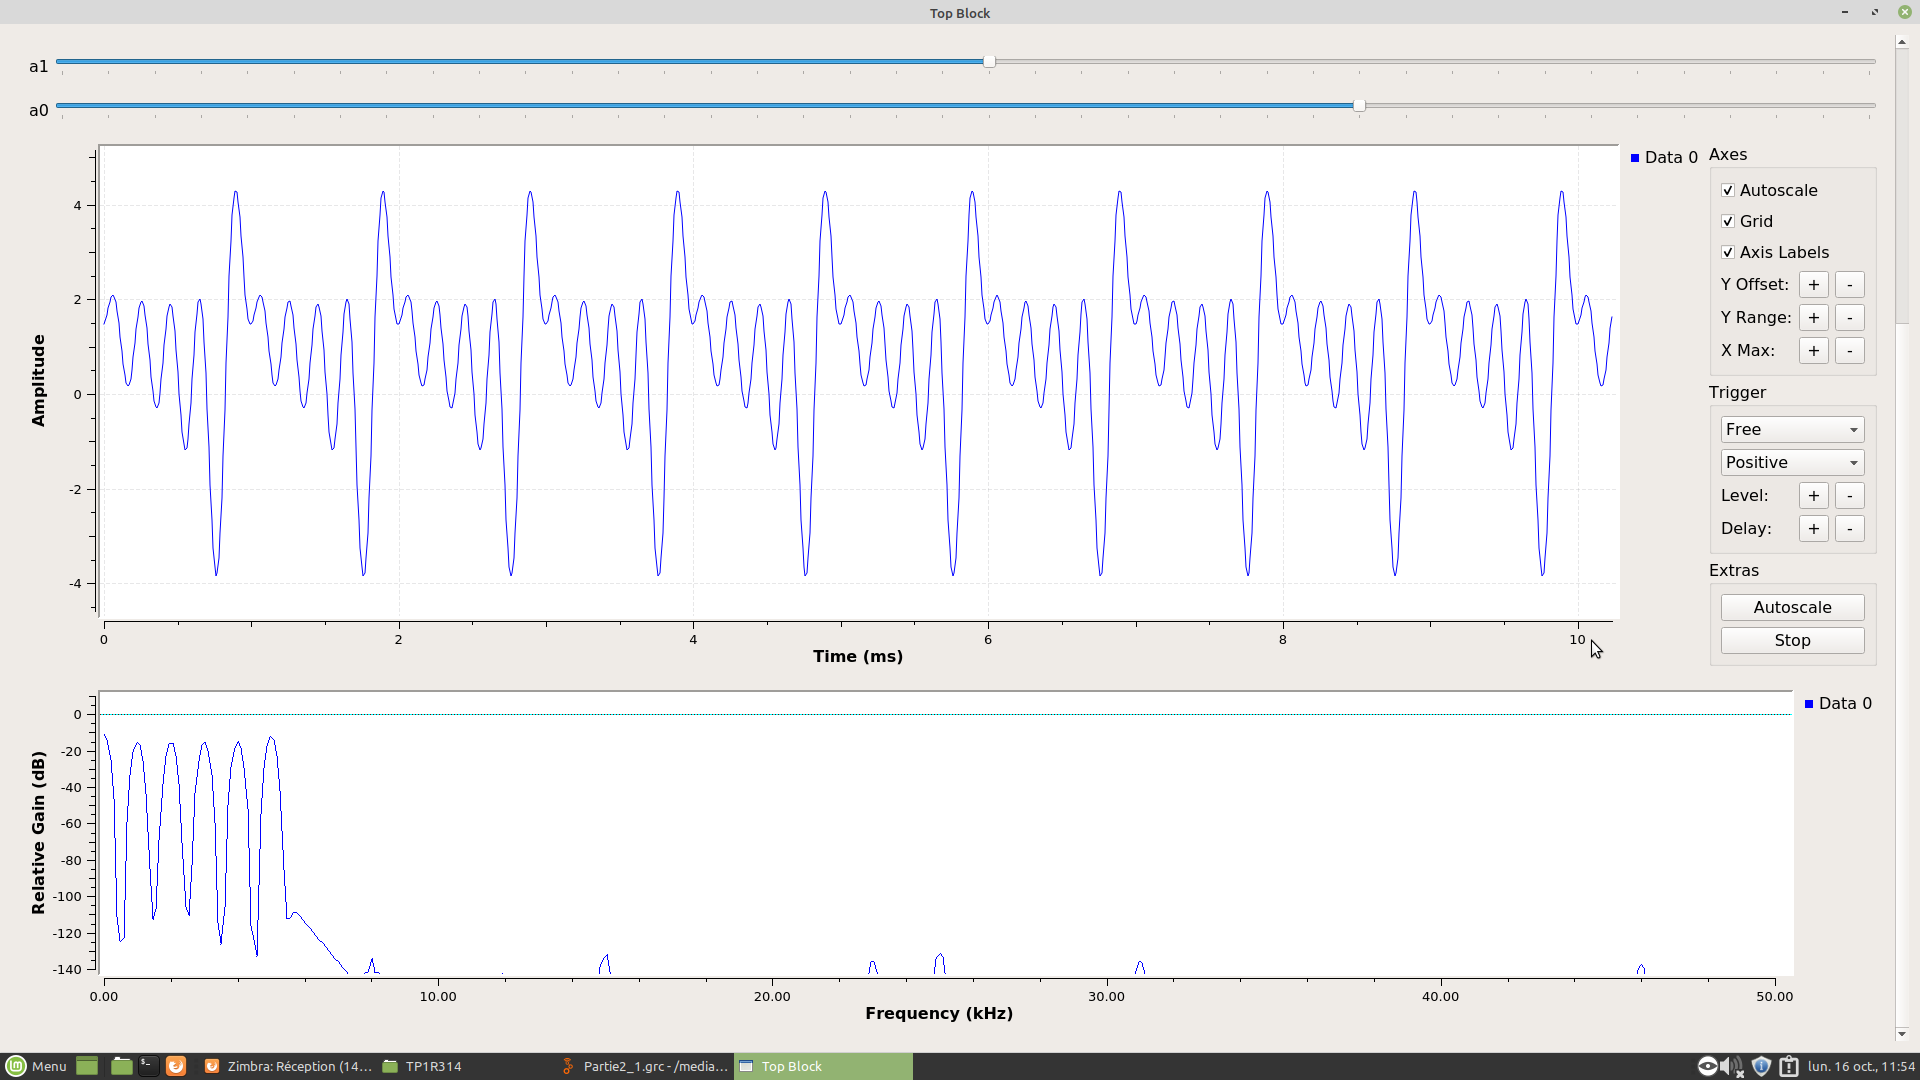 Top Block
a1
a0
Data 0
Axes
Autoscale
Grid
Axis Labels
Y Offset: + -
Y Range: + -
X Max: + -
Trigger
Free
Positive
Level: + -
Delay: + -
Extras
Autoscale
Stop
Amplitude
4
2
0
-2
-4
0 2 4 6 8 10
Time (ms)
Data 0
Relative Gain (dB)
0
-20
-40
-60
-80
-100
-120
-140
0.00 10.00 20.00 30.00 40.00 50.00
Frequency (kHz)
Menu Zimbra: Réception (14... TP1R314 Partie2_1.grc - /media... Top Block lun. 16 oct., 11:54